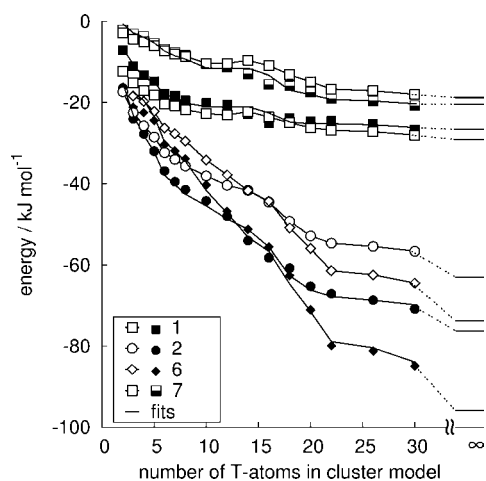 0
-20
-40
-60
-80
-100
energy / kJ mol⁻¹
1
2
6
7
fits
0 5 10 15 20 25 30 ∞
number of T-atoms in cluster model